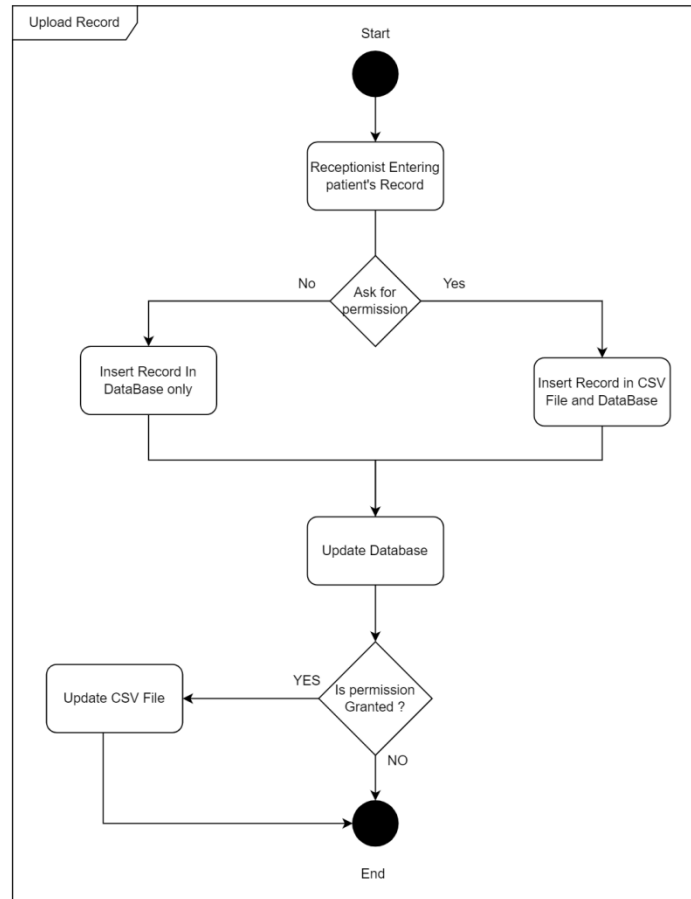 Upload Record
Start
Receptionist Entering
patient's Record
No
Yes
Ask for
permission
Insert Record In
DataBase only
Insert Record in CSV
File and DataBase
Update Database
YES
Is permission
Granted ?
Update CSV File
NO
End